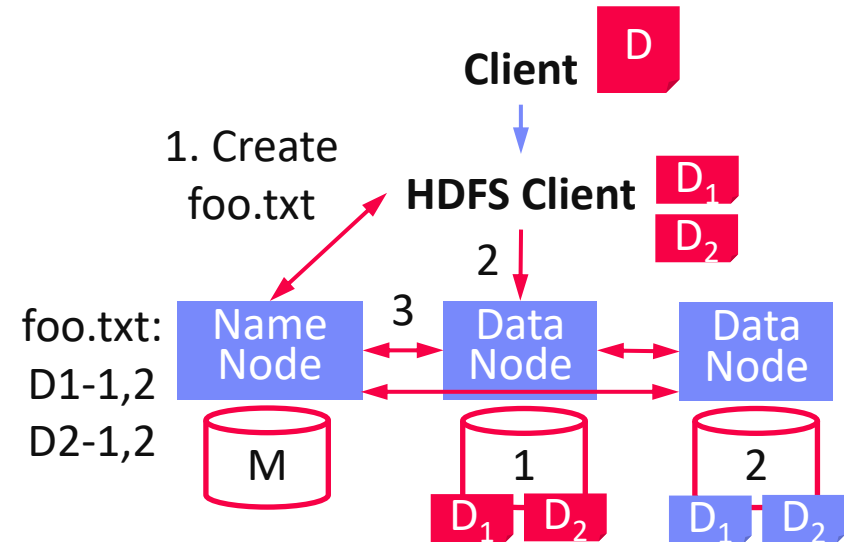 Client
D
1. Create
foo.txt
HDFS Client
D₁
D₂
2
3
foo.txt:
D1-1,2
D2-1,2
Name
Node
Data
Node
Data
Node
M
1
2
D₁
D₂
D₁
D₂